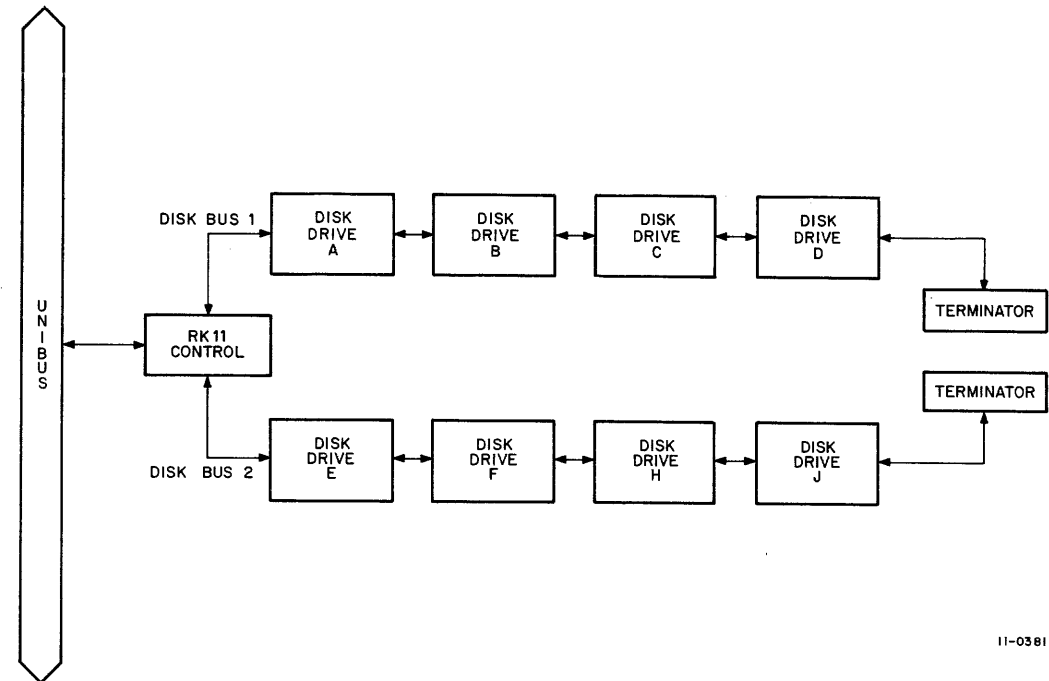 UNIBUS
DISK BUS 1
DISK
DRIVE
A
DISK
DRIVE
B
DISK
DRIVE
C
DISK
DRIVE
D
TERMINATOR
RK11
CONTROL
TERMINATOR
DISK BUS 2
DISK
DRIVE
E
DISK
DRIVE
F
DISK
DRIVE
H
DISK
DRIVE
J
11-0381